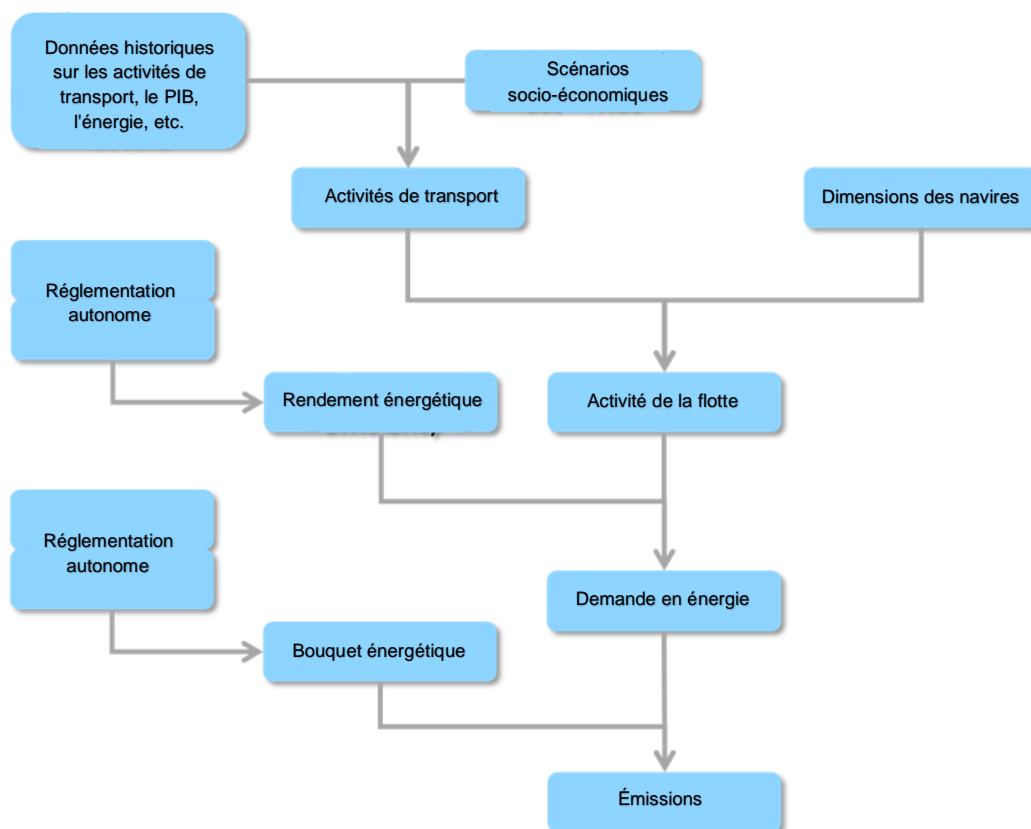 Données historiques
sur les activités de
transport, le PIB,
l'énergie, etc.
Scénarios
socio-économiques
Activités de transport
Dimensions des navires
Réglementation
autonome
Rendement énergétique
Activité de la flotte
Réglementation
autonome
Demande en énergie
Bouquet énergétique
Émissions